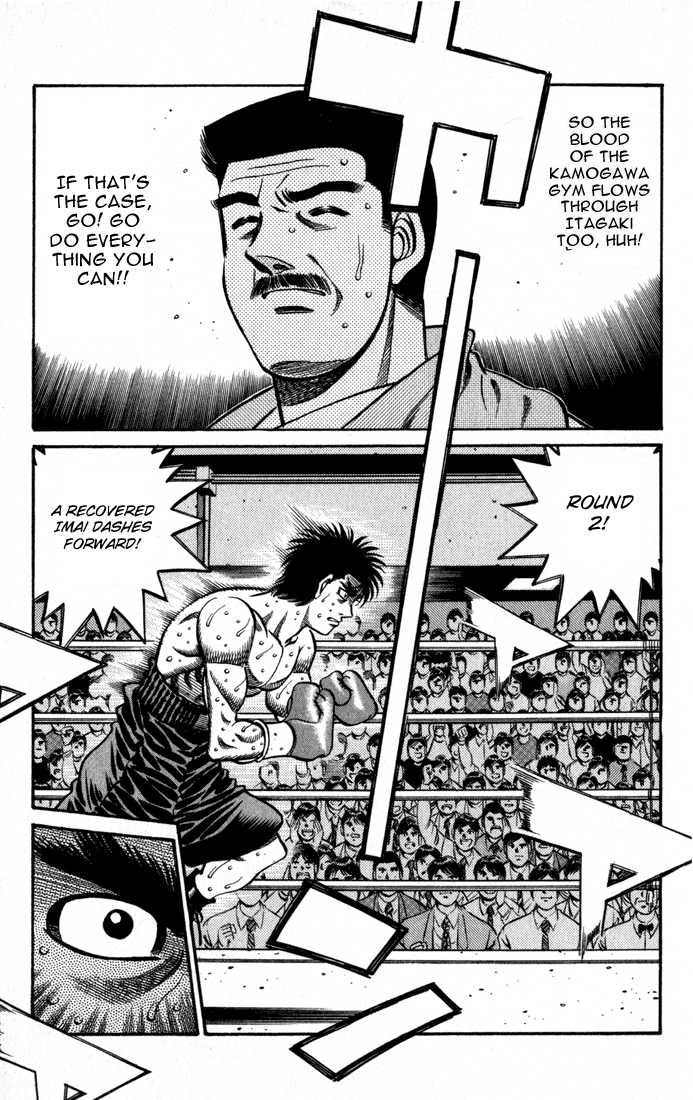 SO THE
BLOOD
OF THE
KAMOGAWA
GYM FLOWS
THROUGH
ITAGAKI
TOO, HUH!
IF THAT'S
THE CASE,
GO! GO
DO EVERY-
THING YOU
CAN!!
ROUND
2!
A RECOVERED
IMAI DASHES
FORWARD!